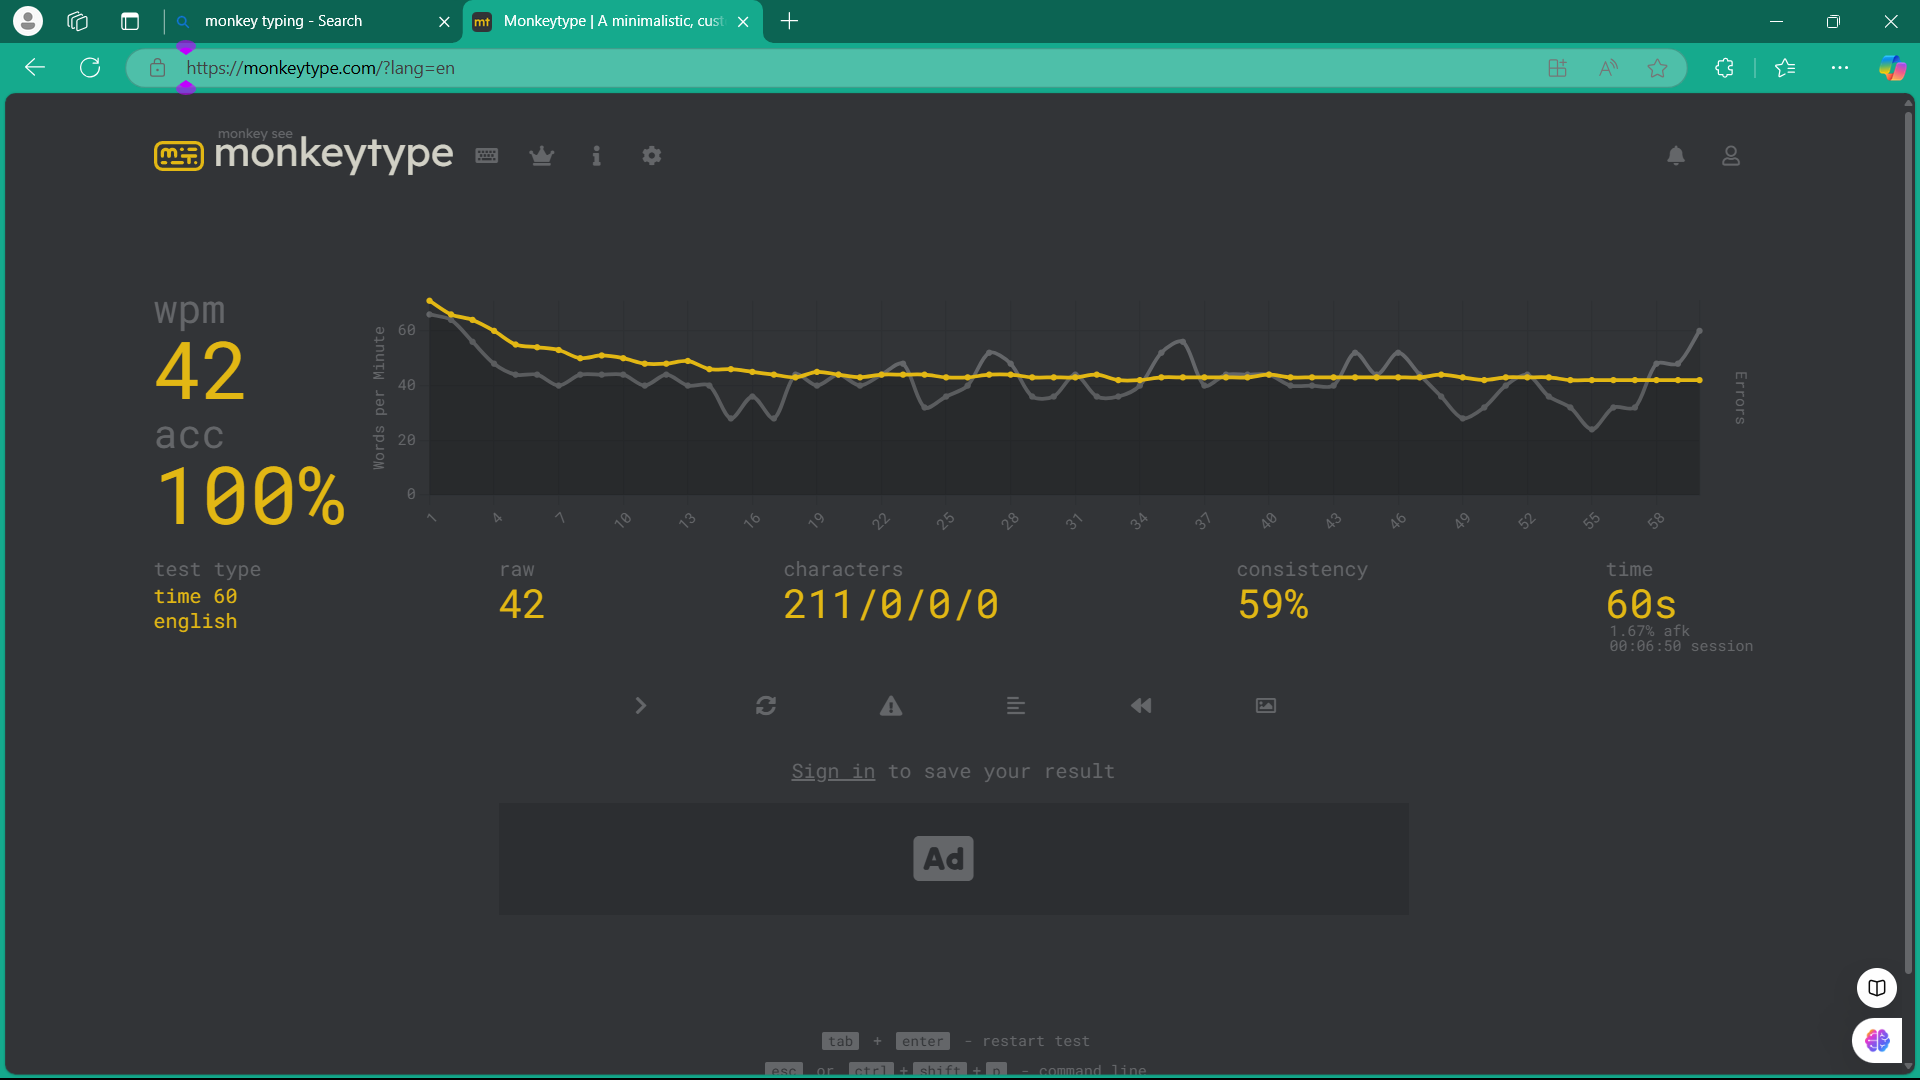 monkey typing - Search
mt
Monkeytype | A minimalistic, cust
https://monkeytype.com/?lang=en
monkey see
monkeytype
wpm
42
acc
100%
Words per Minute
60
40
20
0
1 4 7 10 13 16 19 22 25 28 31 34 37 40 43 46 49 52 55 58
Errors
test type
time 60
english
raw
42
characters
211/0/0/0
consistency
59%
time
60s
1.67% afk
00:06:50 session
Sign in to save your result
Ad
tab + enter - restart test
esc or ctrl + shift + p - command line